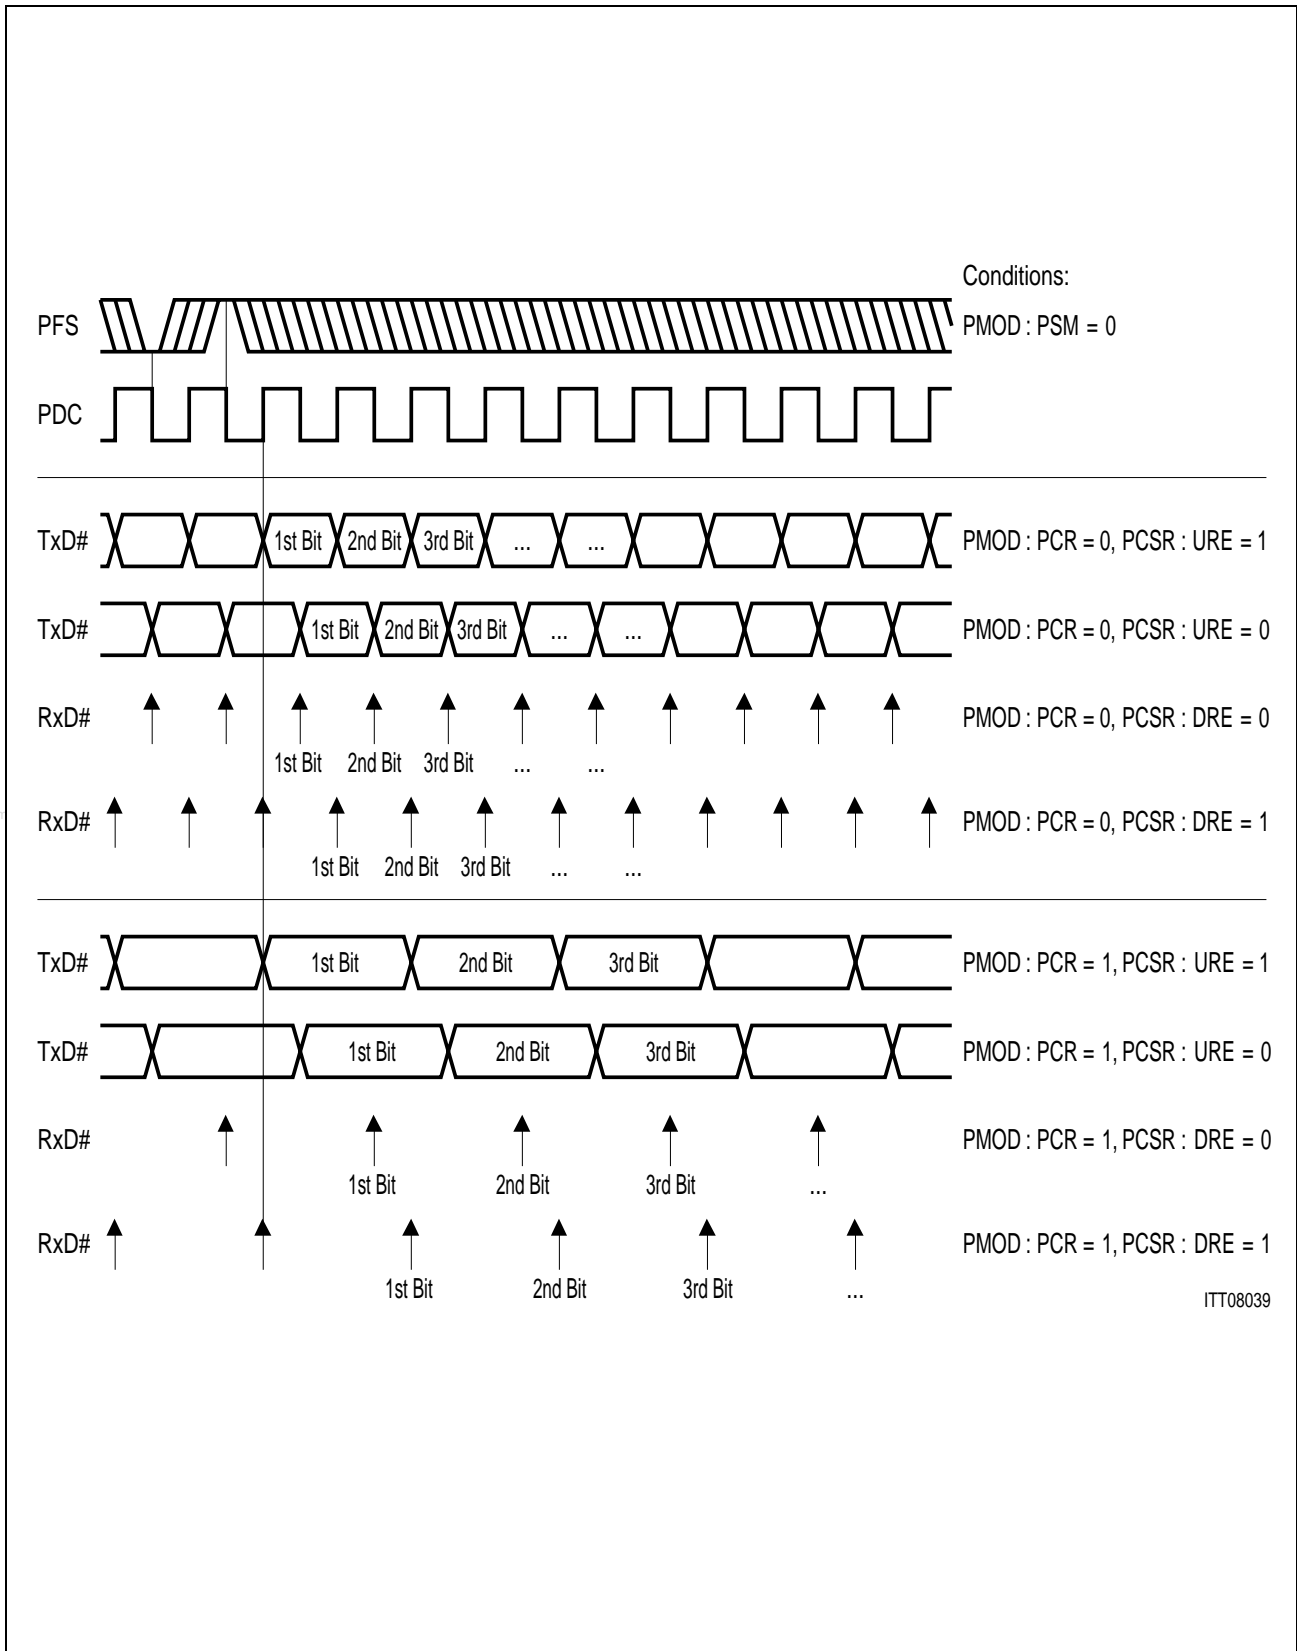 Conditions:
PFS PMOD : PSM = 0
PDC
TxD# 1st Bit 2nd Bit 3rd Bit ... ... PMOD : PCR = 0, PCSR : URE = 1
TxD# 1st Bit 2nd Bit 3rd Bit ... ... PMOD : PCR = 0, PCSR : URE = 0
RxD# PMOD : PCR = 0, PCSR : DRE = 0
1st Bit 2nd Bit 3rd Bit ... ...
RxD# PMOD : PCR = 0, PCSR : DRE = 1
1st Bit 2nd Bit 3rd Bit ... ...
TxD# 1st Bit 2nd Bit 3rd Bit PMOD : PCR = 1, PCSR : URE = 1
TxD# 1st Bit 2nd Bit 3rd Bit PMOD : PCR = 1, PCSR : URE = 0
RxD# PMOD : PCR = 1, PCSR : DRE = 0
1st Bit 2nd Bit 3rd Bit ...
RxD# PMOD : PCR = 1, PCSR : DRE = 1
1st Bit 2nd Bit 3rd Bit ...
ITT08039